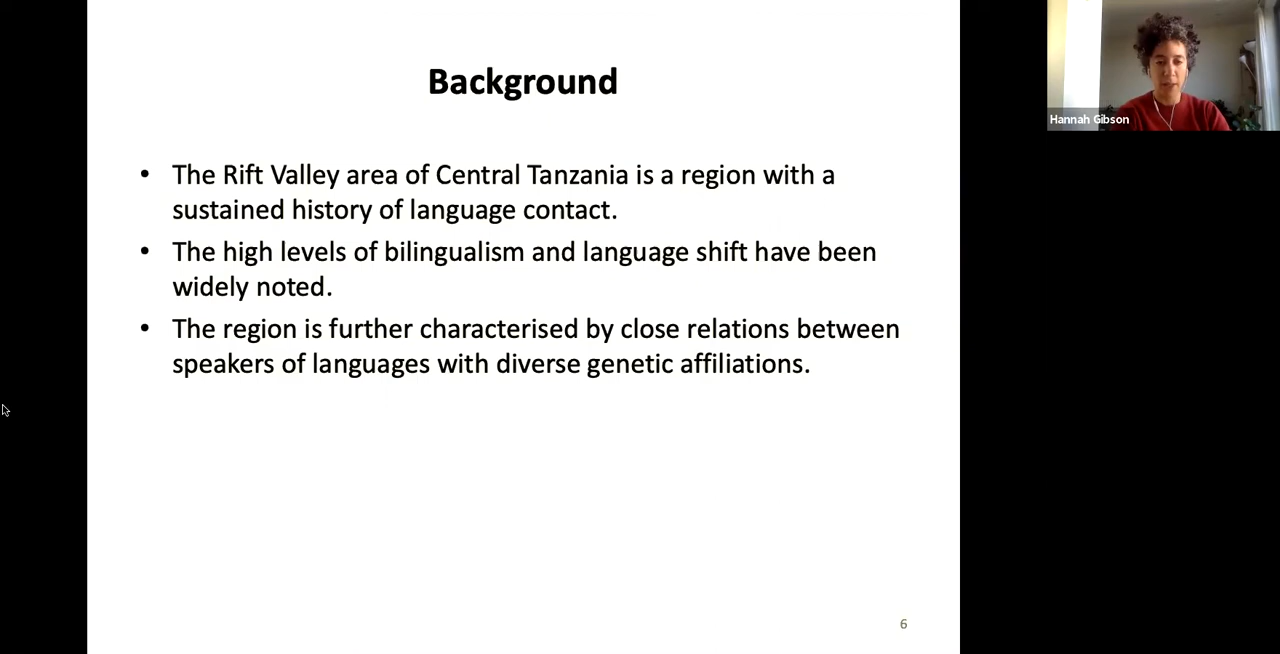 Background
• The Rift Valley area of Central Tanzania is a region with a
sustained history of language contact.
• The high levels of bilingualism and language shift have been
widely noted.
• The region is further characterised by close relations between
speakers of languages with diverse genetic affiliations.
6
Hannah Gibson